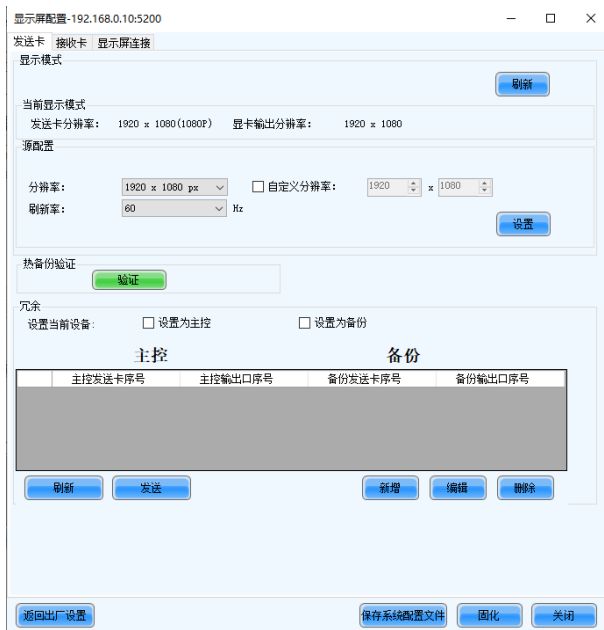 显示屏配置-192.168.0.10:5200
发送卡 接收卡 显示屏连接
显示模式
刷新
当前显示模式
发送卡分辨率: 1920 x 1080(1080P) 显卡输出分辨率: 1920 x 1080
源配置
分辨率: 1920 x 1080 px 自定义分辨率: 1920 x 1080
刷新率: 60 Hz
设置
热备份验证
验证
冗余
设置当前设备: 设置为主控 设置为备份
主控 备份
主控发送卡序号 主控输出口序号 备份发送卡序号 备份输出口序号
刷新 发送 新增 编辑 删除
返回出厂设置 保存系统配置文件 固化 关闭